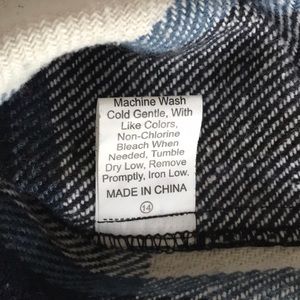 Machine Wash
Cold Gentle, With
Like Colors,
Non-Chlorine
Bleach When
Needed, Tumble
Dry Low, Remove
Promptly, Iron Low.
MADE IN CHINA
14